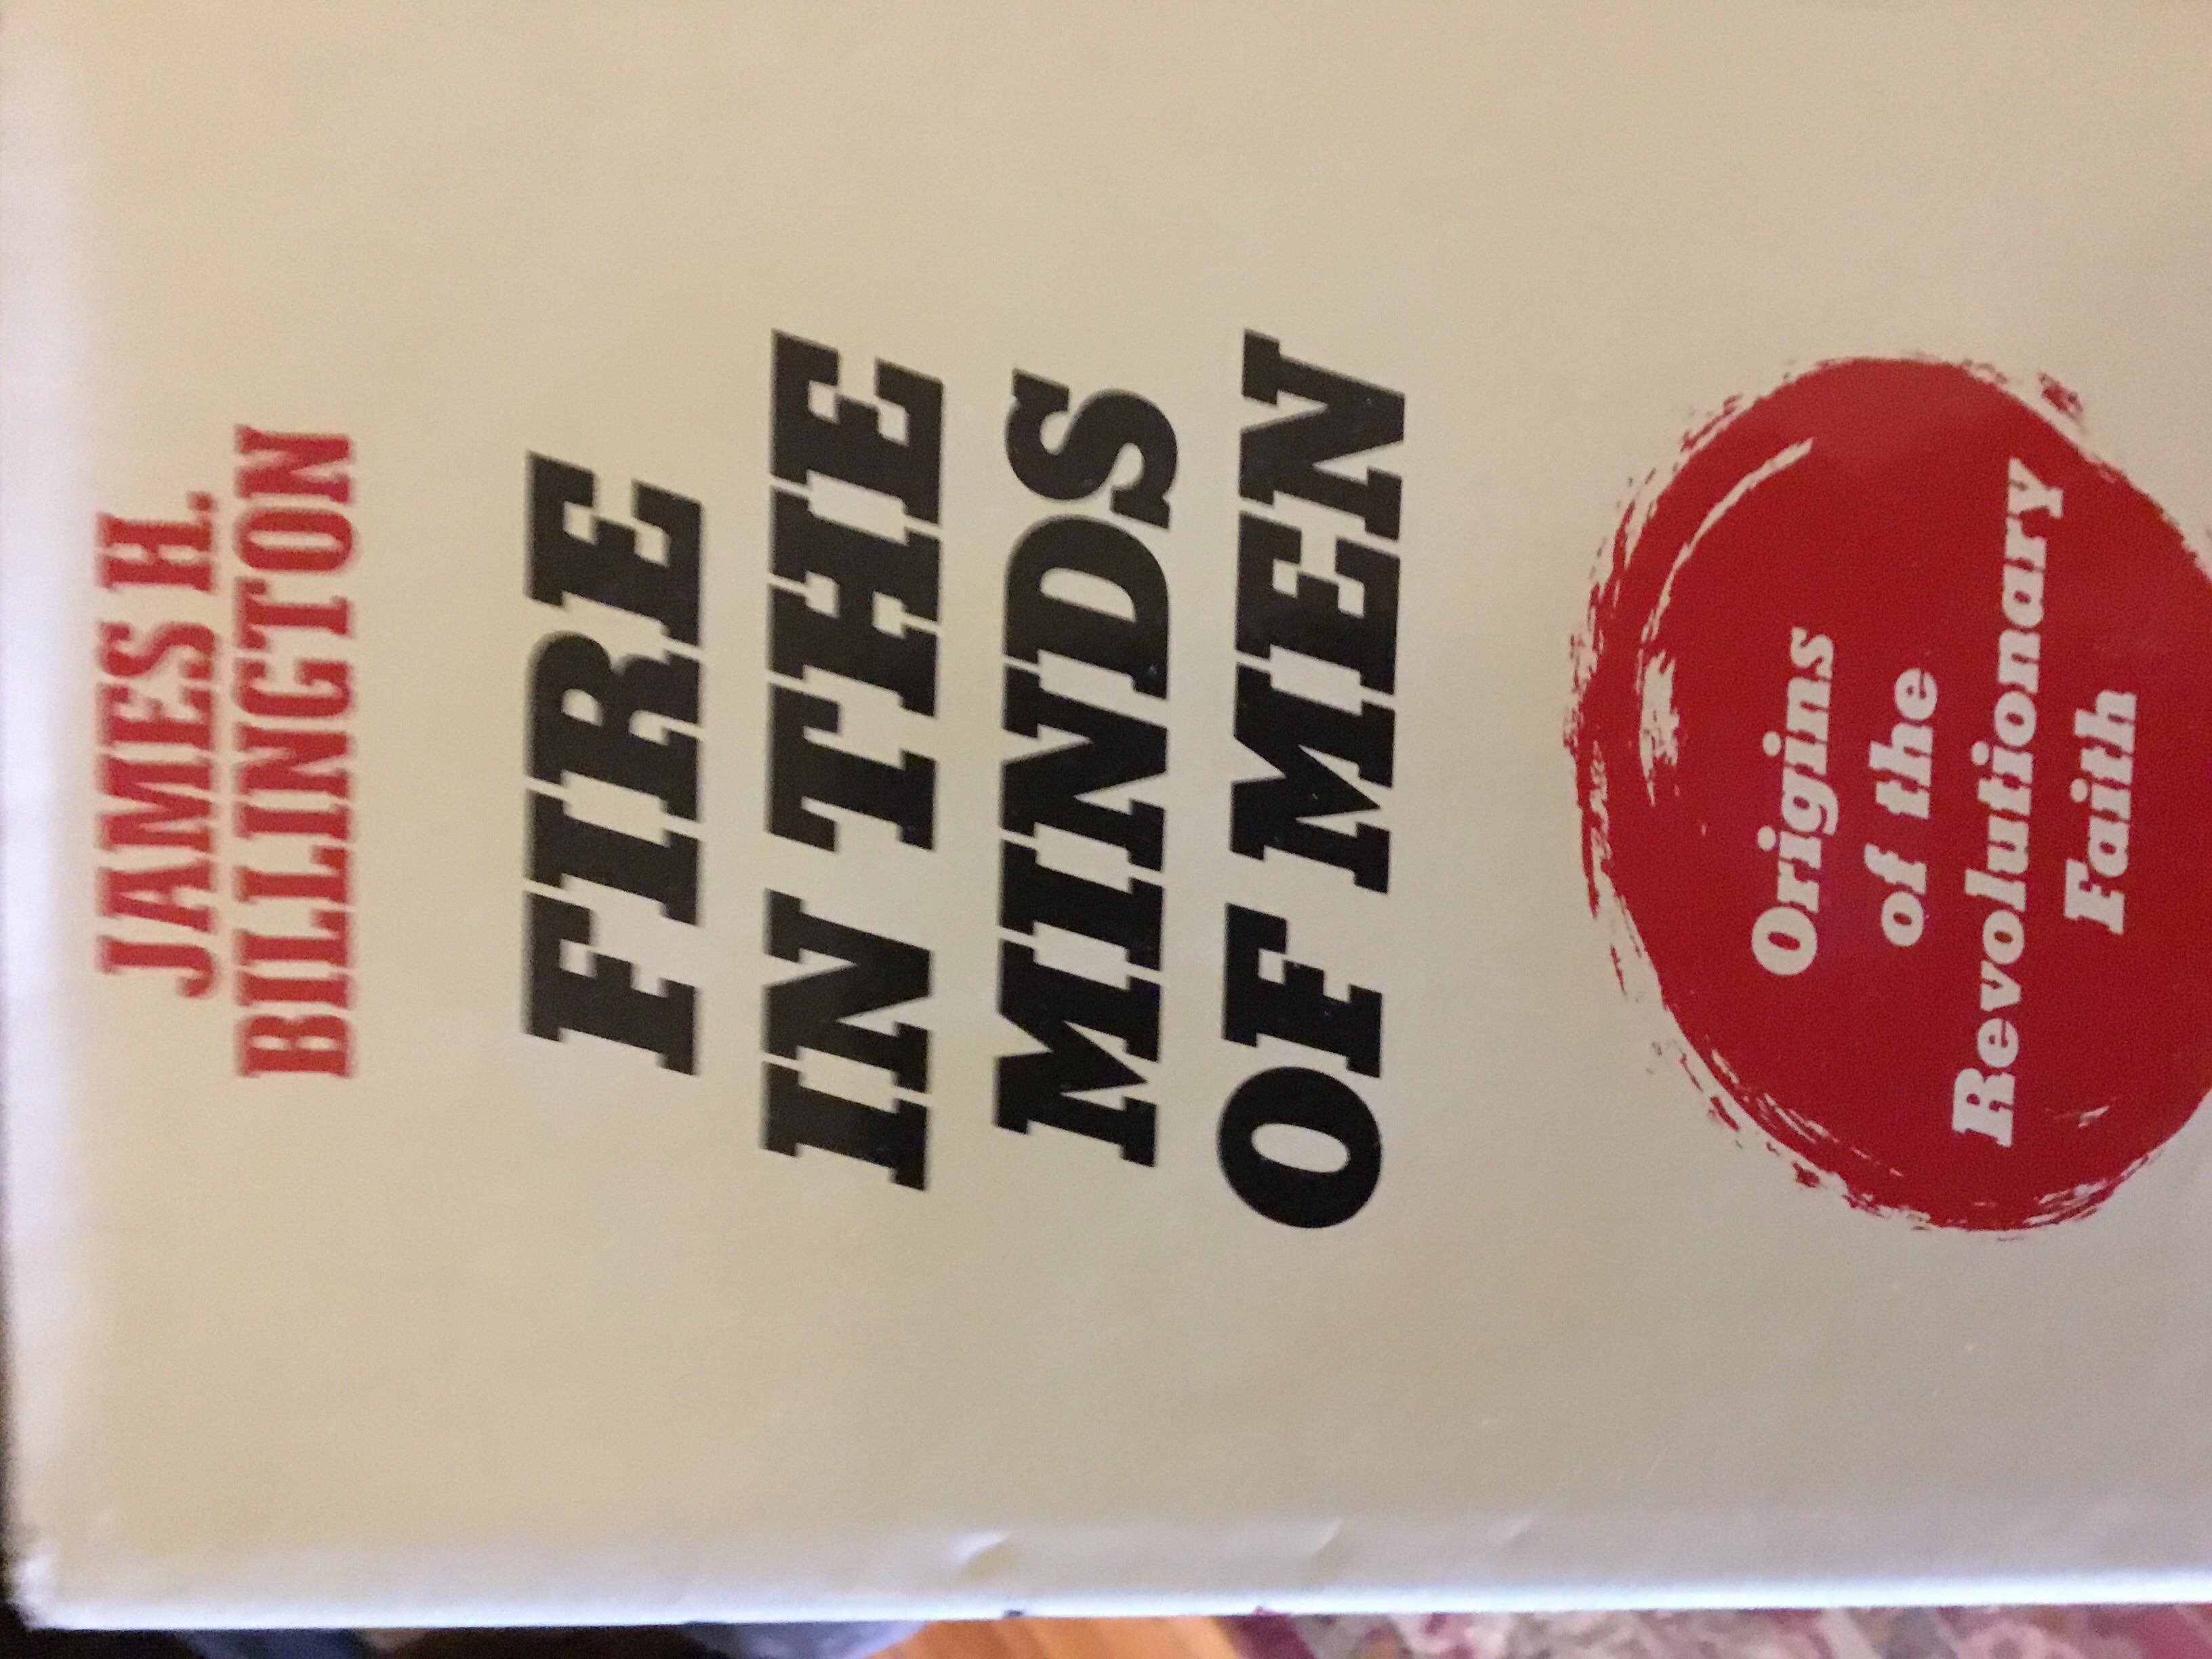 JAMES H.
BILLINGTON
FIRE
IN THE
MINDS
OF MEN
Origins
of the
Revolutionary
Faith